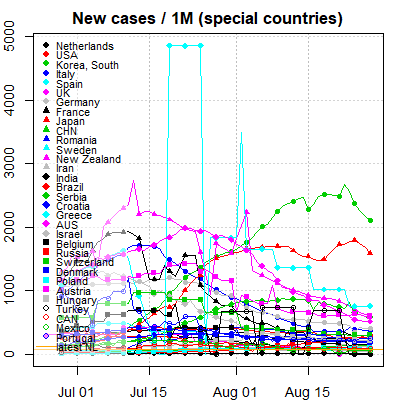 New cases / 1M (special countries)
5000
4000
3000
2000
1000
0
Netherlands
USA
Korea, South
Italy
Spain
UK
Germany
France
Japan
CHN
Romania
Sweden
New Zealand
Iran
India
Brazil
Serbia
Croatia
Greece
AUS
Israel
Belgium
Russia
Switzerland
Denmark
Poland
Austria
Hungary
Turkey
CAN
Mexico
Portugal
latest NL
Jul 01
Jul 15
Aug 01
Aug 15